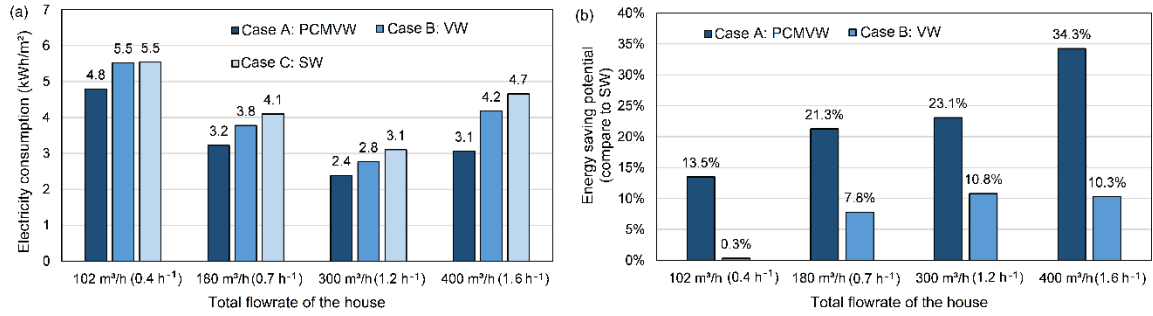 (a)
Electricity consumption (kWh/m²)
7
6
5
4
3
2
1
0
Case A: PCMVW
Case B: VW
Case C: SW
4.8
5.5
5.5
3.2
3.8
4.1
2.4
2.8
3.1
3.1
4.2
4.7
102 m³/h (0.4 h⁻¹)
180 m³/h (0.7 h⁻¹)
300 m³/h (1.2 h⁻¹)
400 m³/h (1.6 h⁻¹)
Total flowrate of the house
(b)
Energy saving potential
(compare to SW)
40%
35%
30%
25%
20%
15%
10%
5%
0%
Case A: PCMVW
Case B: VW
13.5%
0.3%
21.3%
7.8%
23.1%
10.8%
34.3%
10.3%
102 m³/h (0.4 h⁻¹)
180 m³/h (0.7 h⁻¹)
300 m³/h (1.2 h⁻¹)
400 m³/h (1.6 h⁻¹)
Total flowrate of the house